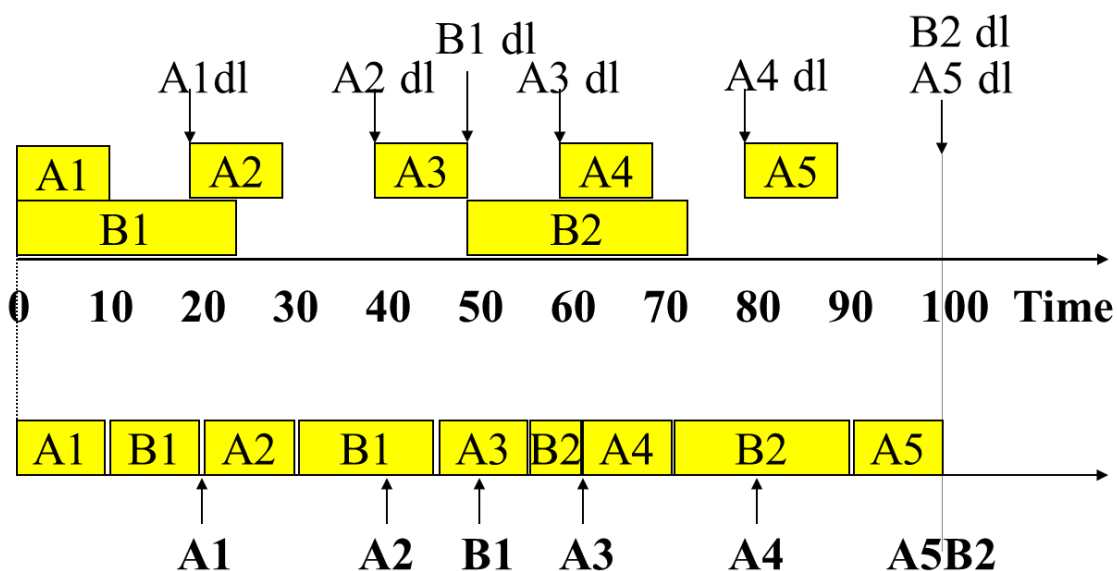 B1 dl
B2 dl
A1dl
A2 dl
A3 dl
A4 dl
A5 dl
A1
A2
A3
A4
A5
B1
B2
0 10 20 30 40 50 60 70 80 90 100 Time
A1 B1 A2 B1 A3 B2 A4 B2 A5
A1 A2 B1 A3 A4 A5B2